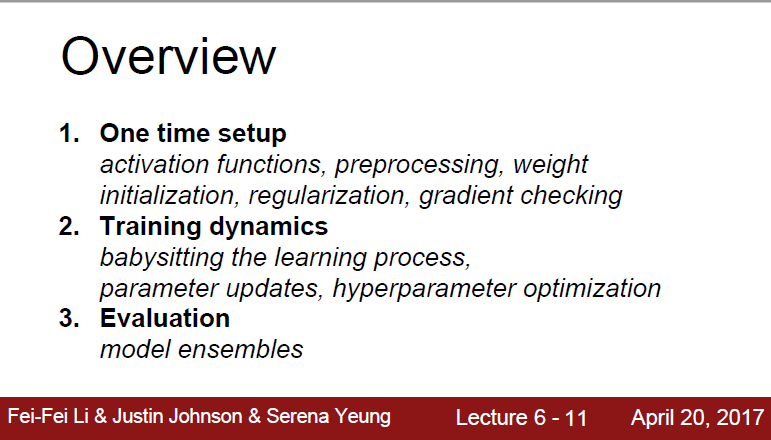 Overview
1. One time setup
activation functions, preprocessing, weight
initialization, regularization, gradient checking
2. Training dynamics
babysitting the learning process,
parameter updates, hyperparameter optimization
3. Evaluation
model ensembles
Fei-Fei Li & Justin Johnson & Serena Yeung Lecture 6 - 11 April 20, 2017